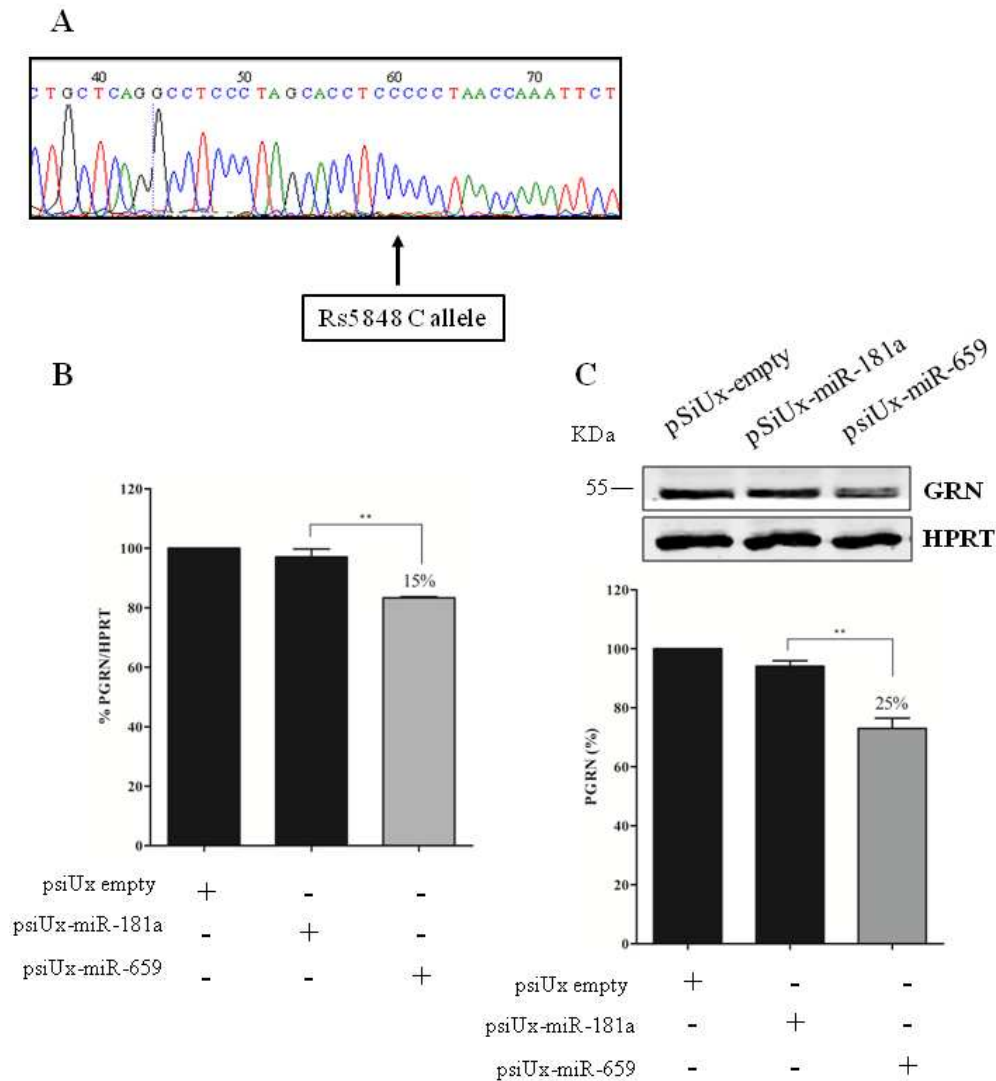 A
40 50 60 70
C T G C T C A G G C C T C C C T A G C A C C T C C C C C T A A C C A A A T T C T
Rs5848 C allele
B
120
100
80
60
40
20
0
% PGRN/HPRT
**
15%
psiUx empty + - -
psiUx-miR-181a - + -
psiUx-miR-659 - - +
C
pSiUx-empty
pSiUx-miR-181a
psiUx-miR-659
KDa
55
GRN
HPRT
120
100
80
60
40
20
0
PGRN (%)
**
25%
psiUx empty + - -
psiUx-miR-181a - + -
psiUx-miR-659 - - +